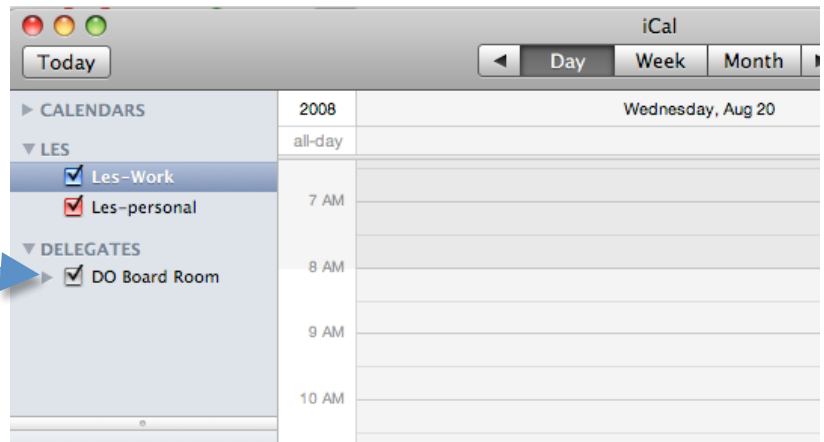 iCal
Today
Day Week Month
CALENDARS
LES
Les-Work
Les-personal
DELEGATES
DO Board Room
2008
Wednesday, Aug 20
all-day
7 AM
8 AM
9 AM
10 AM